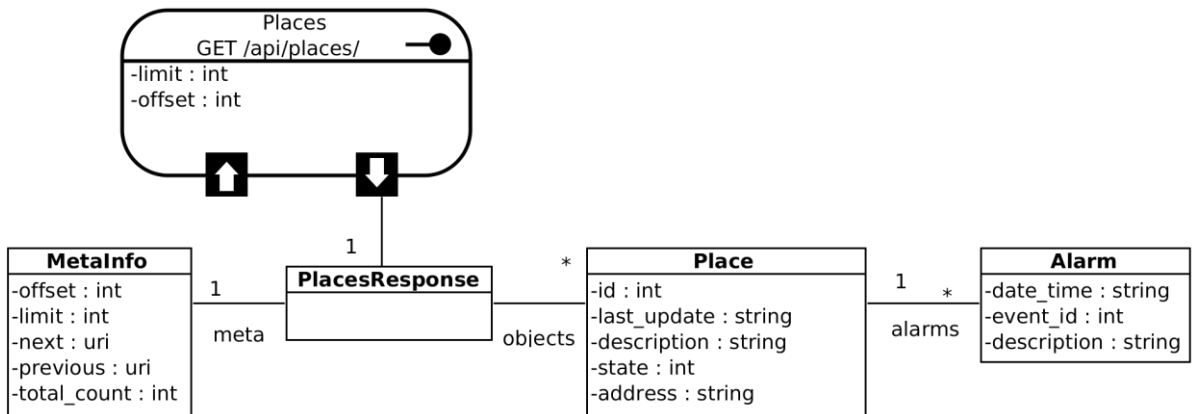 Places
GET /api/places/
-limit : int
-offset : int
1
MetaInfo
-offset : int
-limit : int
-next : uri
-previous : uri
-total_count : int
1
meta
PlacesResponse
*
objects
Place
-id : int
-last_update : string
-description : string
-state : int
-address : string
1
*
alarms
Alarm
-date_time : string
-event_id : int
-description : string